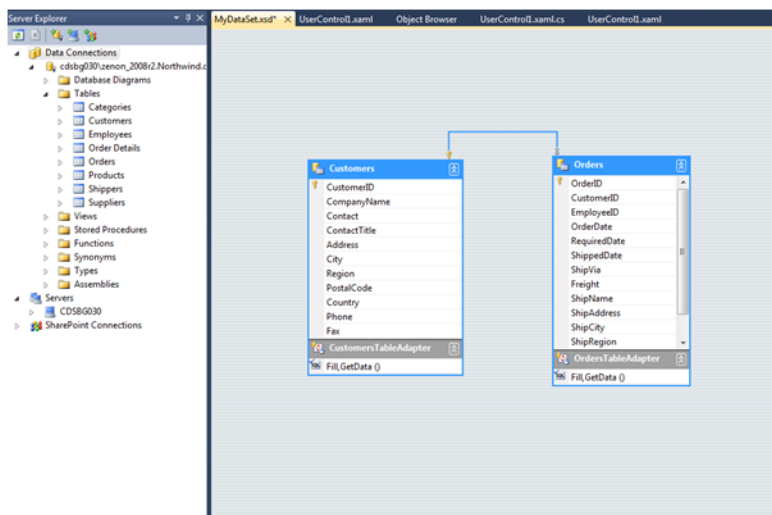 Server Explorer
MyDataSet.xsd* UserControl1.xaml Object Browser UserControl1.xaml.cs UserControl1.xaml
Data Connections
cdsbg030\zenon_2008r2.Northwind.c
Database Diagrams
Tables
Categories
Customers
Employees
Order Details
Orders
Products
Shippers
Suppliers
Views
Stored Procedures
Functions
Synonyms
Types
Assemblies
Servers
CDSBG030
SharePoint Connections
Customers
CustomerID
CompanyName
Contact
ContactTitle
Address
City
Region
PostalCode
Country
Phone
Fax
CustomersTableAdapter
Fill,GetData ()
Orders
OrderID
CustomerID
EmployeeID
OrderDate
RequiredDate
ShippedDate
ShipVia
Freight
ShipName
ShipAddress
ShipCity
ShipRegion
OrdersTableAdapter
Fill,GetData ()